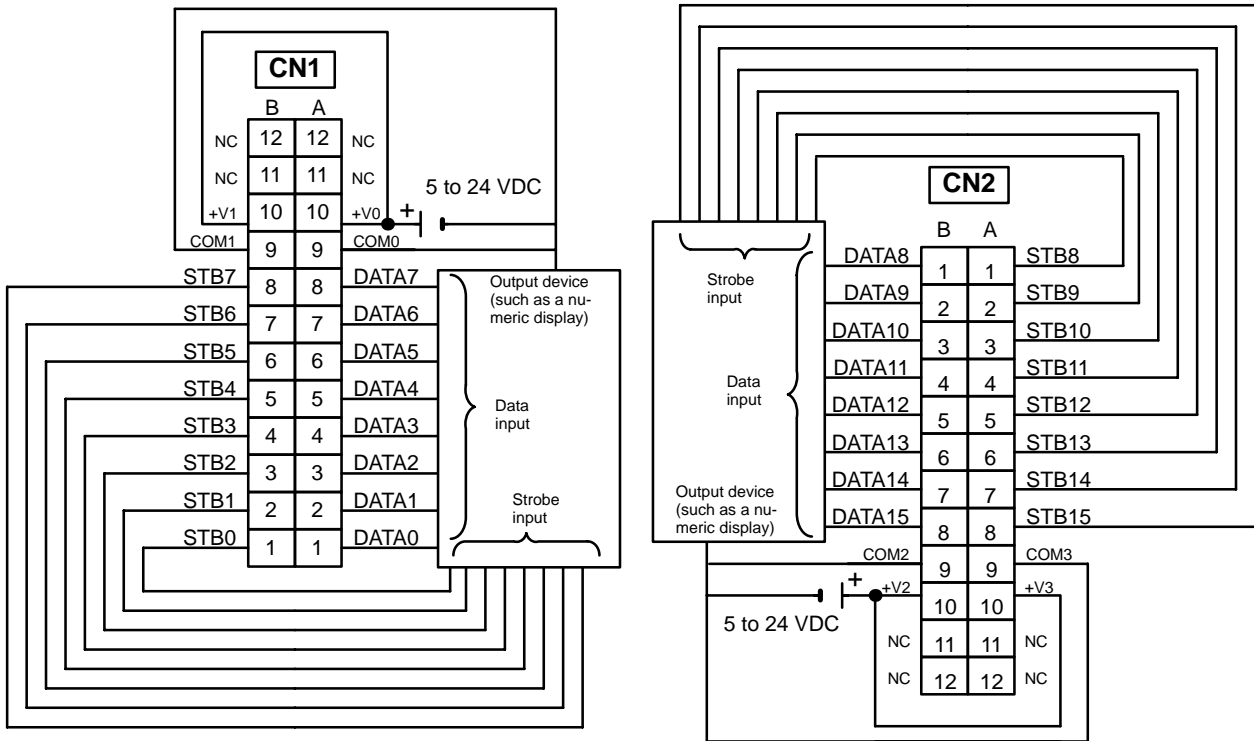 CN1
B A
NC 12 12 NC
NC 11 11 NC
5 to 24 VDC
+V1 10 10 +V0 +
COM1 9 9 COM0
STB7 8 8 DATA7
STB6 7 7 DATA6
STB5 6 6 DATA5
STB4 5 5 DATA4
STB3 4 4 DATA3
STB2 3 3 DATA2
STB1 2 2 DATA1
STB0 1 1 DATA0
Output device
(such as a nu-
meric display)
Data
input
Strobe
input
CN2
B A
DATA8 1 1 STB8
DATA9 2 2 STB9
DATA10 3 3 STB10
DATA11 4 4 STB11
DATA12 5 5 STB12
DATA13 6 6 STB13
DATA14 7 7 STB14
DATA15 8 8 STB15
COM2 9 9 COM3
+ +V2 10 10 +V3
NC 11 11 NC
NC 12 12 NC
Strobe
input
Data
input
Output device
(such as a nu-
meric display)
5 to 24 VDC